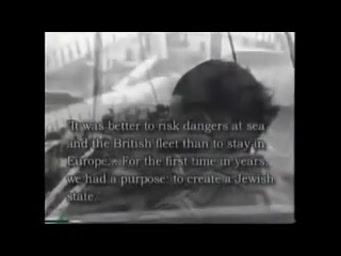 "It was better to risk dangers at sea
and the British fleet than to stay in
Europe... For the first time in years,
we had a purpose: to create a Jewish
state.